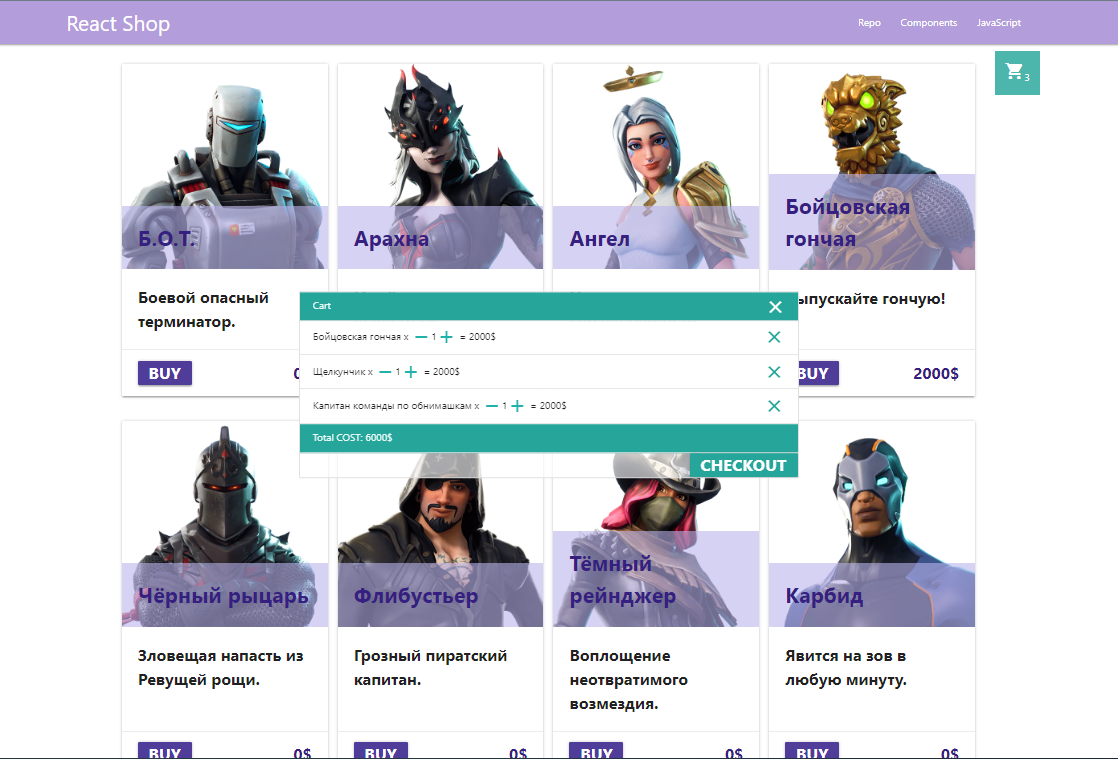 React Shop
Repo
Components
JavaScript
3
Б.О.Т.
Арахна
Ангел
Бойцовская
гончая
Боевой опасный
терминатор.
гончую!
BUY
BUY
2000$
Cart
Бойцовская гончая x 1 = 2000$
Щелкунчик x 1 = 2000$
Капитан команды по обнимашкам x 1 = 2000$
Total COST: 6000$
CHECKOUT
Чёрный рыцарь
Флибустьер
Тёмный
рейнджер
Карбид
Зловещая напасть из
Ревущей рощи.
Грозный пиратский
капитан.
Воплощение
неотвратимого
возмездия.
Явится на зов в
любую минуту.
BUY
0$
BUY
0$
BUY
0$
BUY
0$